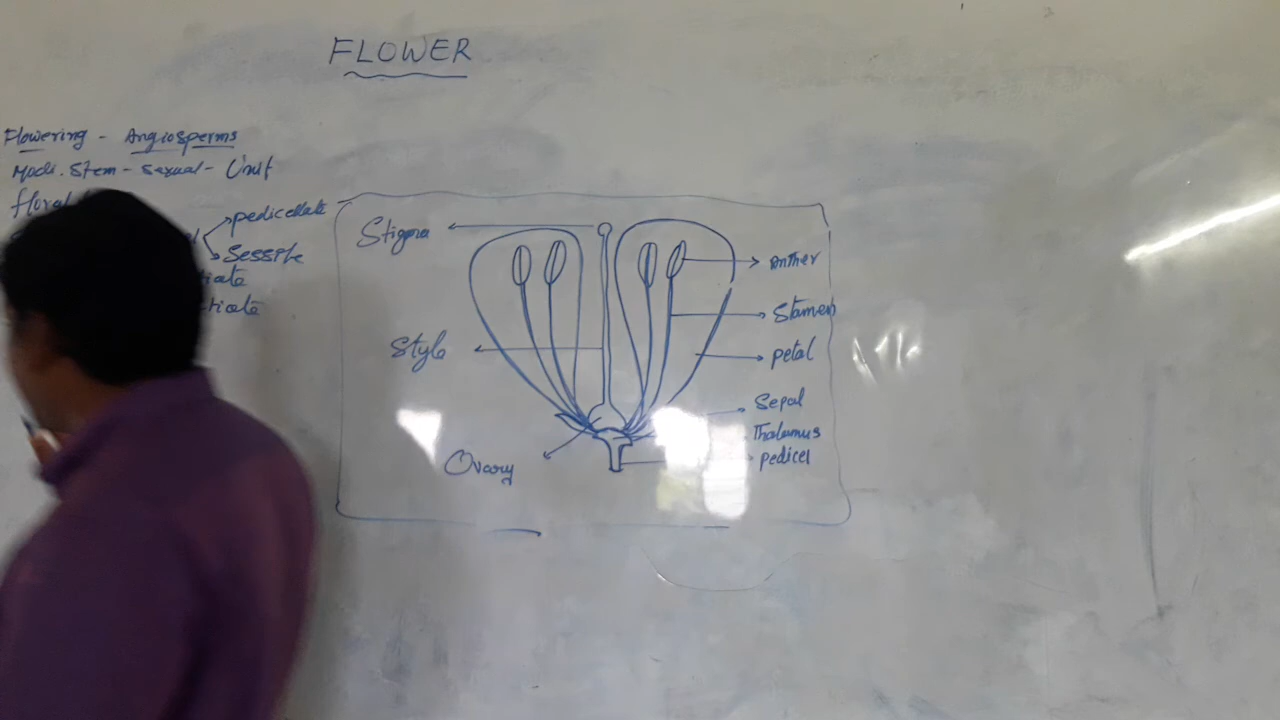 FLOWER
Flowering - Angiosperms
Modi. Stem - Sexual - Unit
floral
pedicellate
Sessile
Stigma
Style
Ovary
Anther
Stamen
petal
Sepal
Thalamus
pedicel